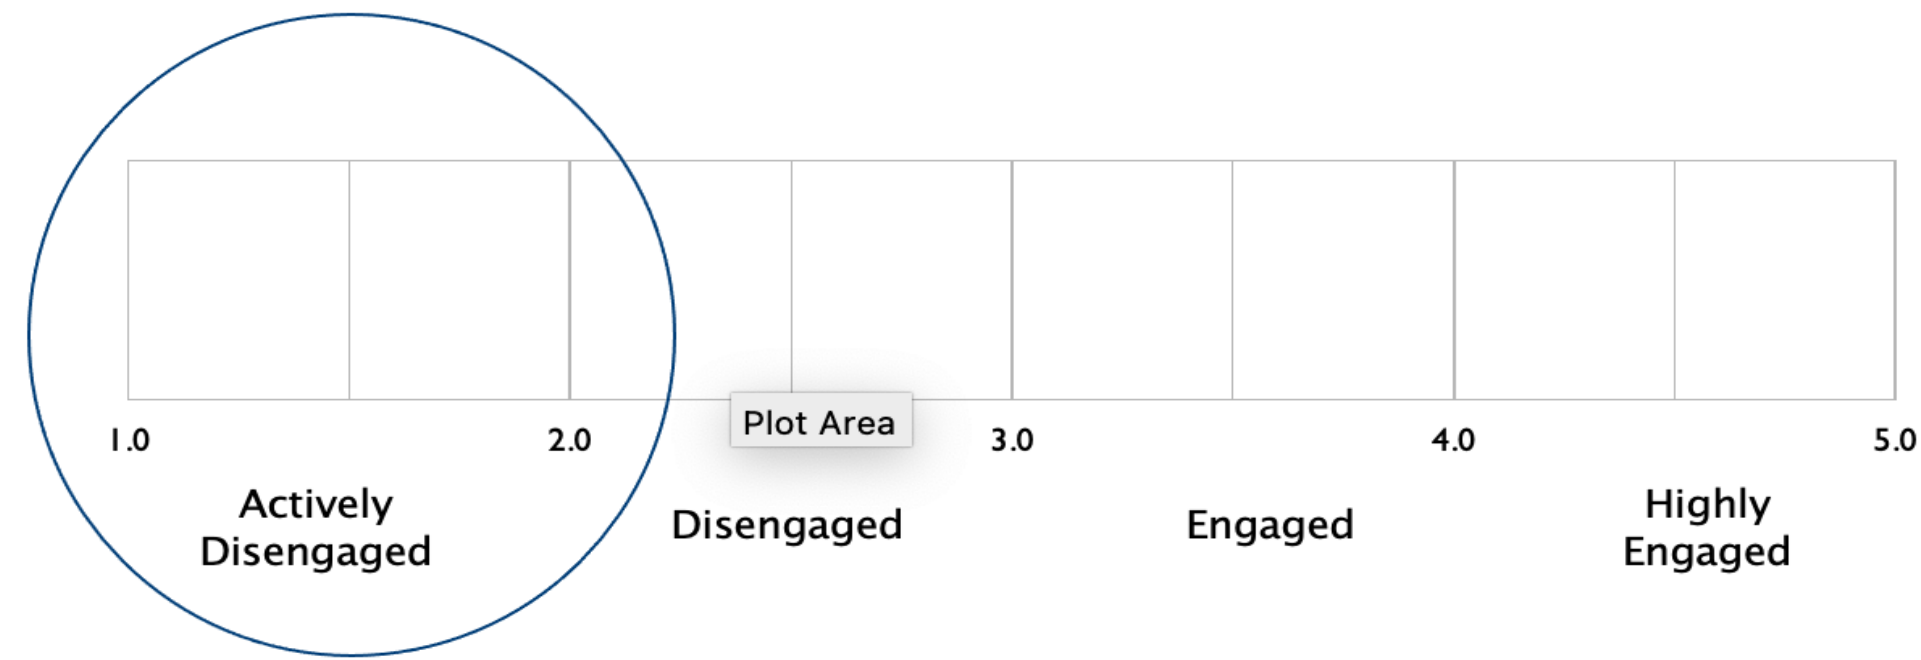 1.0 2.0 3.0 4.0 5.0
Plot Area
Actively
Disengaged
Disengaged
Engaged
Highly
Engaged